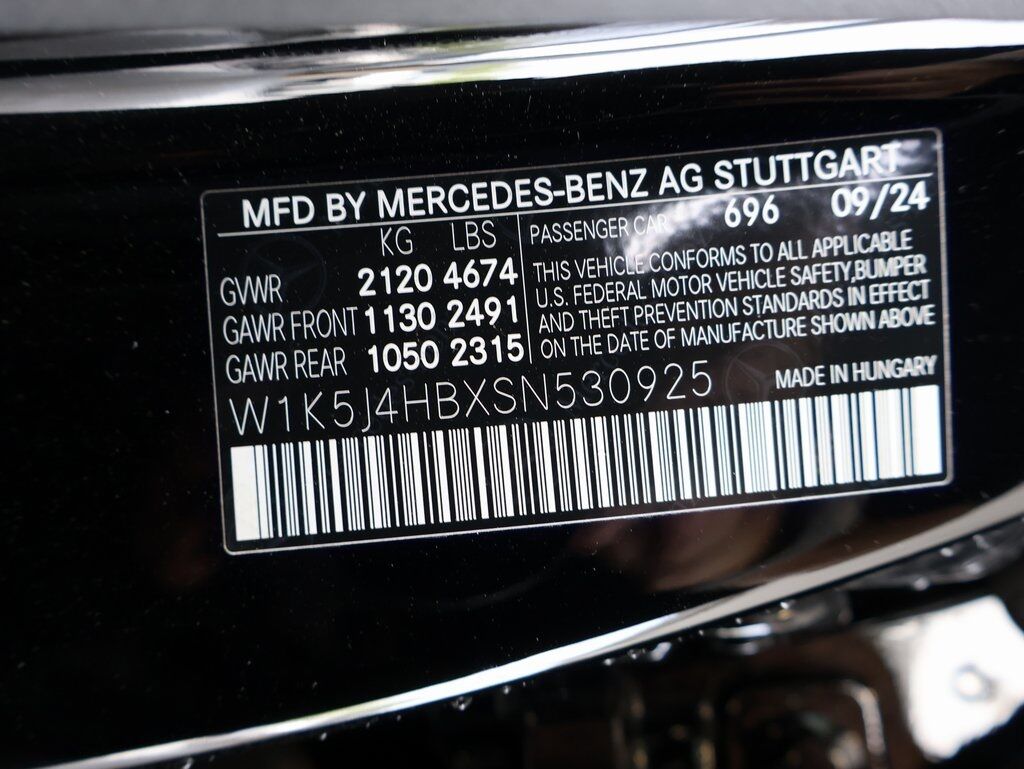 MFD BY MERCEDES-BENZ AG STUTTGART
KG LBS
GVWR 2120 4674
GAWR FRONT 1130 2491
GAWR REAR 1050 2315
PASSENGER CAR 696 09/24
THIS VEHICLE CONFORMS TO ALL APPLICABLE
U.S. FEDERAL MOTOR VEHICLE SAFETY,BUMPER
AND THEFT PREVENTION STANDARDS IN EFFECT
ON THE DATE OF MANUFACTURE SHOWN ABOVE
W1K5J4HBXSN530925
MADE IN HUNGARY